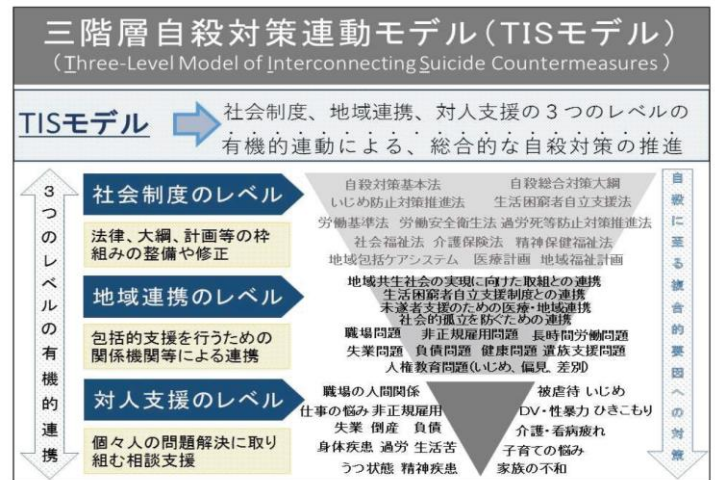 三階層自殺対策連動モデル(TISモデル)
(Three-Level Model of Interconnecting Suicide Countermeasures)
TISモデル
社会制度、地域連携、対人支援の3つのレベルの
有機的連動による、総合的な自殺対策の推進
3つのレベルの有機的連携
社会制度のレベル
法律、大綱、計画等の枠
組みの整備や修正
自殺対策基本法 自殺総合対策大綱
いじめ防止対策推進法 生活困窮者自立支援法
労働基準法 労働安全衛生法 過労死等防止対策推進法
社会福祉法 介護保険法 精神保健福祉法
地域包括ケアシステム 医療計画 地域福祉計画
地域連携のレベル
包括的支援を行うための
関係機関等による連携
地域共生社会の実現に向けた取組との連携
生活困窮者自立支援制度との連携
未遂者支援のための医療・地域連携
社会的孤立を防ぐための連携
職場問題 非正規雇用問題 長時間労働問題
失業問題 負債問題 健康問題 遺族支援問題
人権教育問題(いじめ、偏見、差別)
対人支援のレベル
個々人の問題解決に取り
組む相談支援
職場の人間関係 被虐待 いじめ
仕事の悩み 非正規雇用 DV・性暴力 ひきこもり
失業 倒産 負債 介護・看病疲れ
身体疾患 過労 生活苦 子育ての悩み
うつ状態 精神疾患 家族の不和
自殺に至る複合的要因への対策